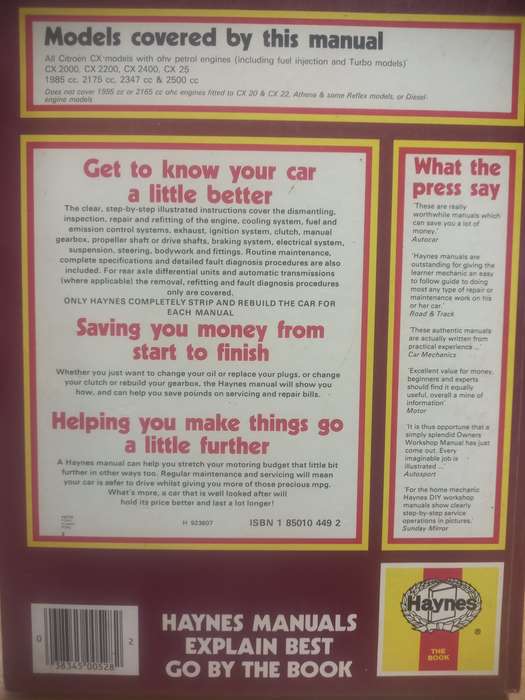 Models covered by this manual
All Citroën CX models with ohv petrol engines (including fuel injection and Turbo models)
CX 2000, CX 2200, CX 2400, CX 25
1985 cc, 2175 cc, 2347 cc & 2500 cc
Does not cover 1995 cc or 2165 cc ohc engines fitted to CX 20 & CX 22, Athena & some Reflex models, or Diesel-
engine models
Get to know your car
a little better
The clear, step-by-step illustrated instructions cover the dismantling,
inspection, repair and refitting of the engine, cooling system, fuel and
emission control systems, exhaust, ignition system, clutch, manual
gearbox, propeller shaft or drive shafts, braking system, electrical system,
suspension, steering, bodywork and fittings. Routine maintenance,
complete specifications and detailed fault diagnosis procedures are also
included. For rear axle differential units and automatic transmissions
(where applicable) the removal, refitting and fault diagnosis procedures
only are covered.
ONLY HAYNES COMPLETELY STRIP AND REBUILD THE CAR FOR
EACH MANUAL
Saving you money from
start to finish
Whether you just want to change your oil or replace your plugs, or change
your clutch or rebuild your gearbox, the Haynes manual will show you
how, and can help you save pounds on servicing and repair bills.
Helping you make things go
a little further
A Haynes manual can help you stretch your motoring budget that little bit
further in other ways too. Regular maintenance and servicing will mean
your car is safer to drive whilst giving you more of those precious mpg.
What's more, a car that is well looked after will
hold its price better and last a lot longer!
H 923607
ISBN 1 85010 449 2
What the
press say
'These are really
worthwhile manuals which
can save you a lot of
money.'
Autocar
'Haynes manuals are
outstanding for giving the
learner mechanic an easy
to follow guide to doing
most any type of repair or
maintenance work on his
or her car.'
Road & Track
'These authentic manuals
are actually written from
practical experience ...'
Car Mechanics
'Excellent value for money,
beginners and experts
should find it equally
useful, overall a mine of
information'
Motor
'It is thus opportune that a
simply splendid Owners
Workshop Manual has just
come out. Every
imaginable job is
illustrated ...'
Autosport
'For the home mechanic
Haynes DIY workshop
manuals show clearly
step-by-step service
operations in pictures.'
Sunday Mirror
0 38345 00528 2
HAYNES MANUALS
EXPLAIN BEST
GO BY THE BOOK
Haynes
®
THE
BOOK